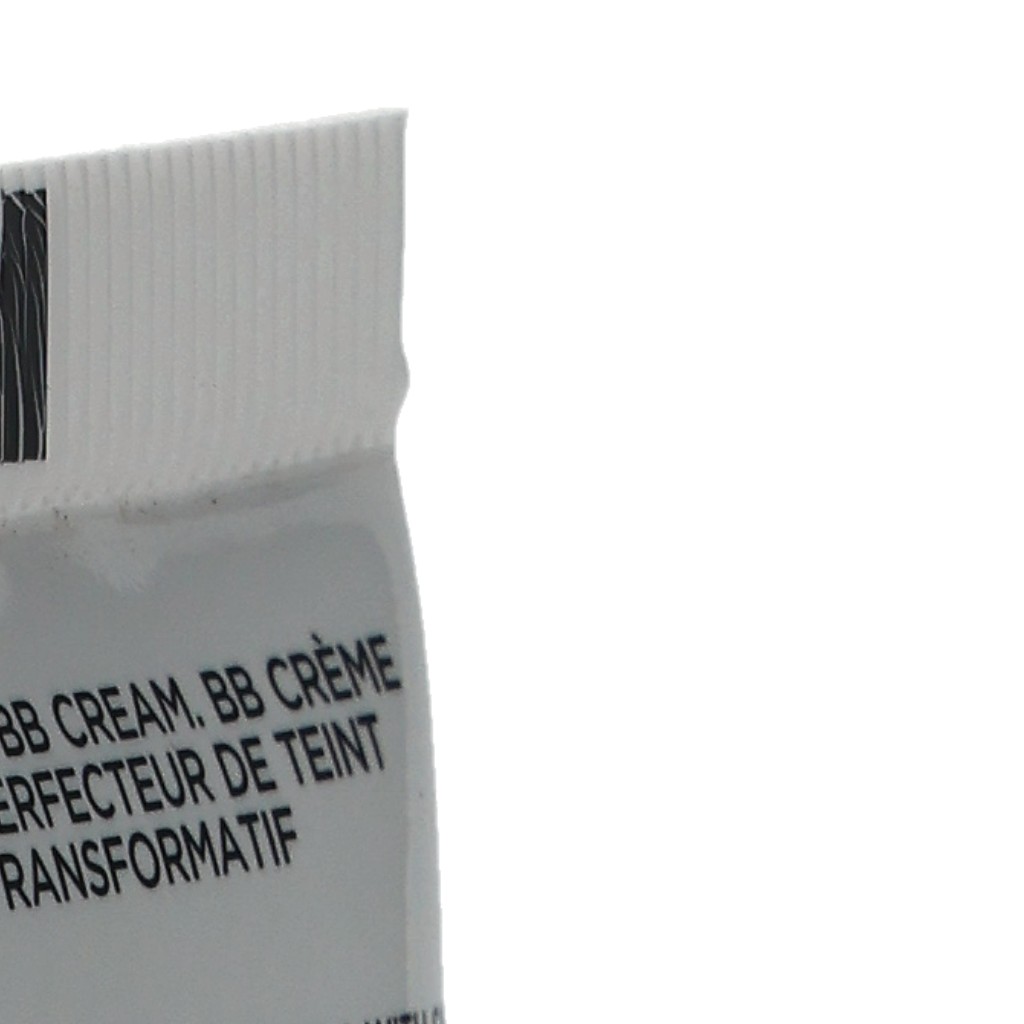 BB CREAM. BB CRÈME
ERFECTEUR DE TEINT
RANSFORMATIF